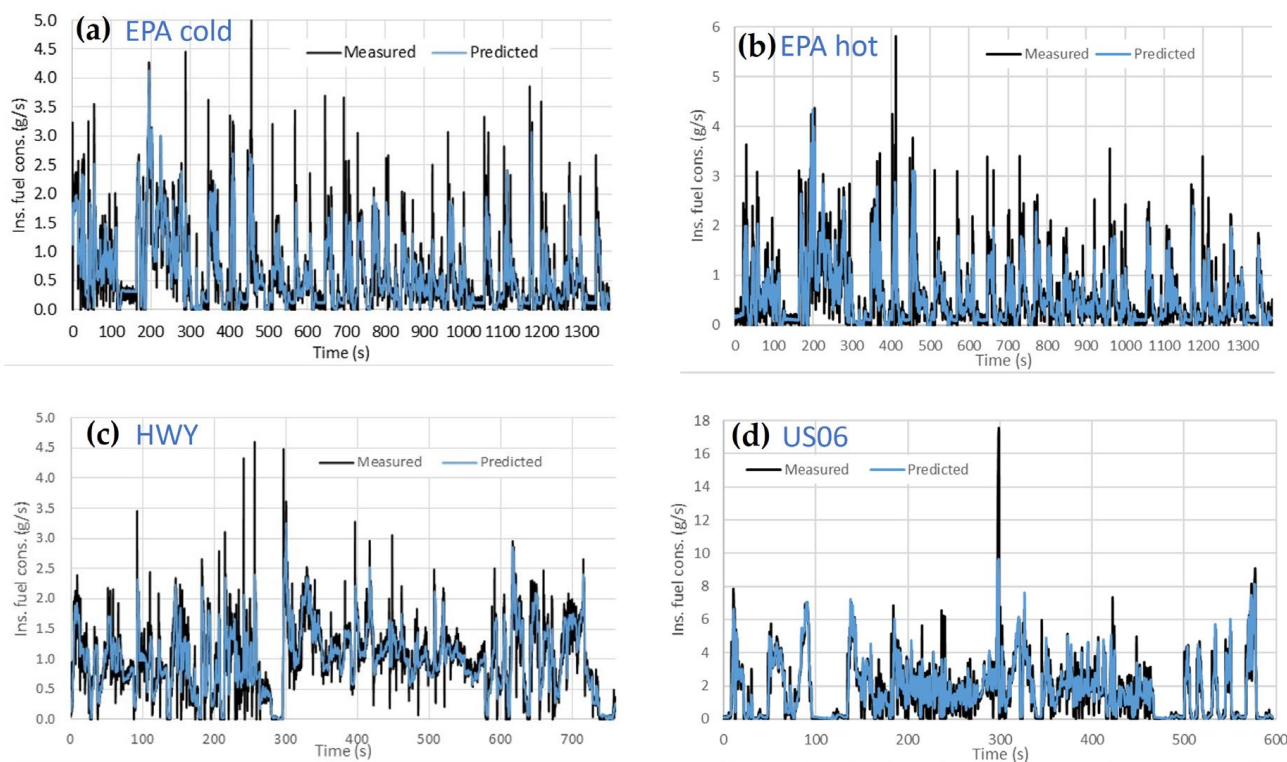 (a) EPA cold
Measured Predicted
Ins. fuel cons. (g/s)
5.0
4.5
4.0
3.5
3.0
2.5
2.0
1.5
1.0
0.5
0.0
0 100 200 300 400 500 600 700 800 900 1000 1100 1200 1300
Time (s)
(b) EPA hot
Measured Predicted
Ins. fuel cons. (g/s)
6
5
4
3
2
1
0
0 100 200 300 400 500 600 700 800 900 1000 1100 1200 1300
Time (s)
(c) HWY
Measured Predicted
Ins. fuel cons. (g/s)
5.0
4.5
4.0
3.5
3.0
2.5
2.0
1.5
1.0
0.5
0.0
0 100 200 300 400 500 600 700
Time (s)
(d) US06
Measured Predicted
Ins. fuel cons. (g/s)
18
16
14
12
10
8
6
4
2
0
0 100 200 300 400 500 600
Time (s)